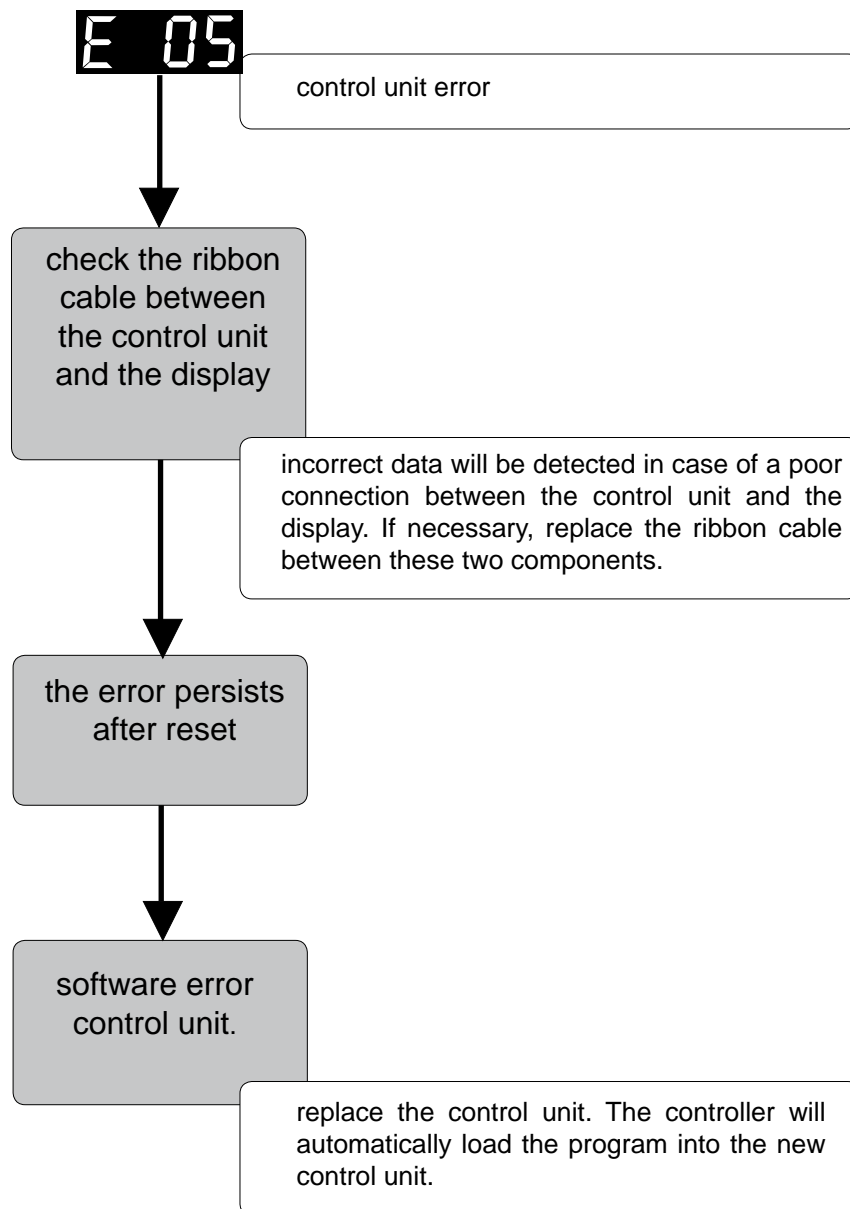 E 05
control unit error
check the ribbon
cable between
the control unit
and the display
incorrect data will be detected in case of a poor
connection between the control unit and the
display. If necessary, replace the ribbon cable
between these two components.
the error persists
after reset
software error
control unit.
replace the control unit. The controller will
automatically load the program into the new
control unit.